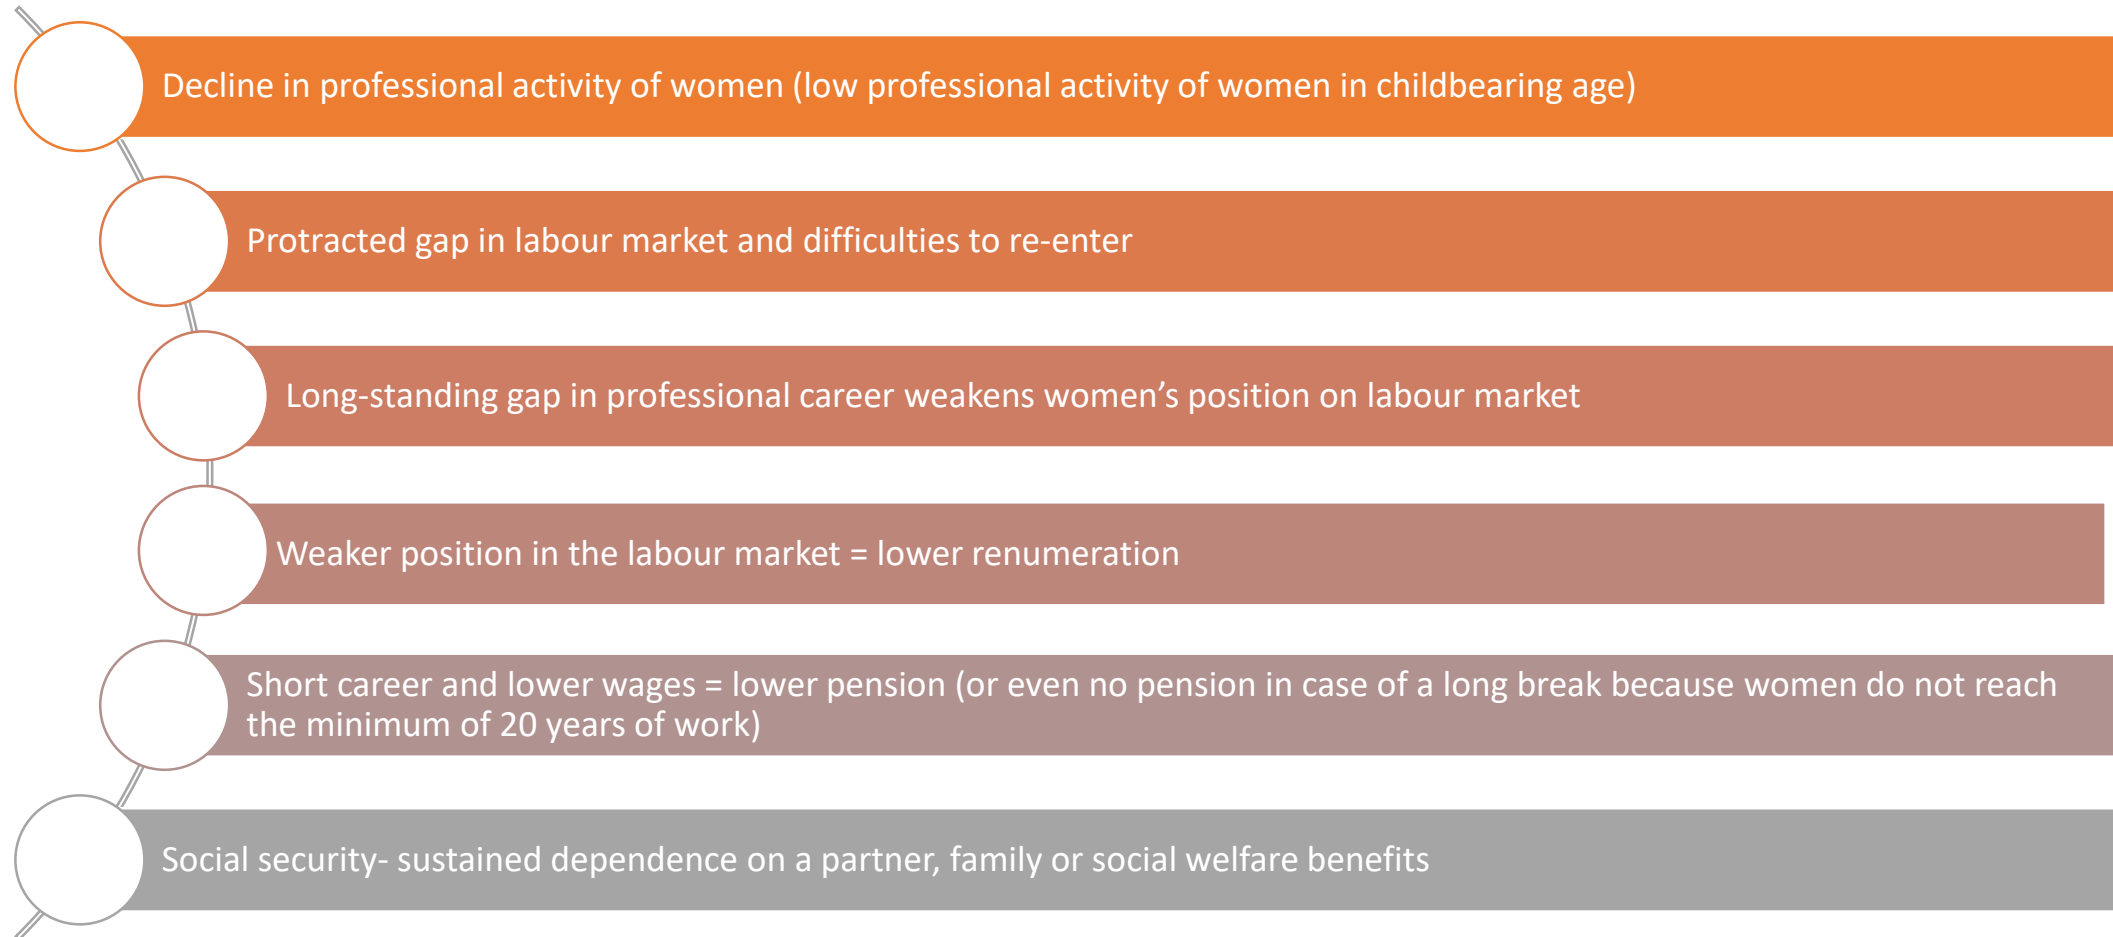 Decline in professional activity of women (low professional activity of women in childbearing age)
Protracted gap in labour market and difficulties to re-enter
Long-standing gap in professional career weakens women’s position on labour market
Weaker position in the labour market = lower renumeration
Short career and lower wages = lower pension (or even no pension in case of a long break because women do not reach
the minimum of 20 years of work)
Social security- sustained dependence on a partner, family or social welfare benefits